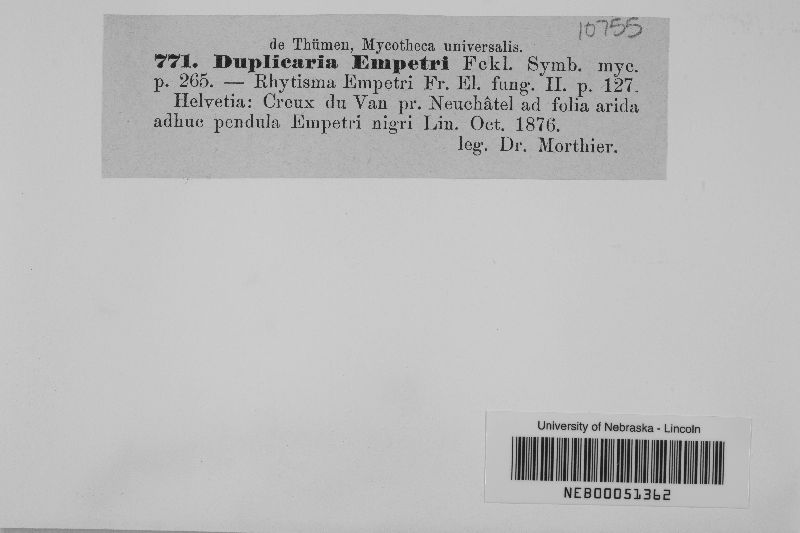 10755
de Thümen, Mycotheca universalis.
771. Duplicaria Empetri Fckl. Symb. myc.
p. 265. — Rhytisma Empetri Fr. El. fung. II. p. 127.
Helvetia: Creux du Van pr. Neuchâtel ad folia arida
adhuc pendula Empetri nigri Lin. Oct. 1876.
leg. Dr. Morthier.
University of Nebraska - Lincoln
NEB00051362